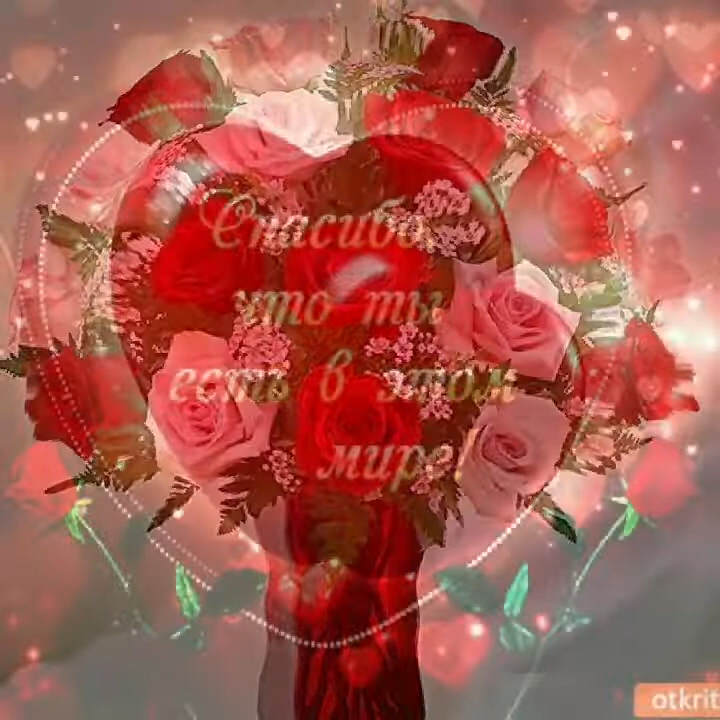 Спасибо,
что ты
есть в этом
мире!
otkrit